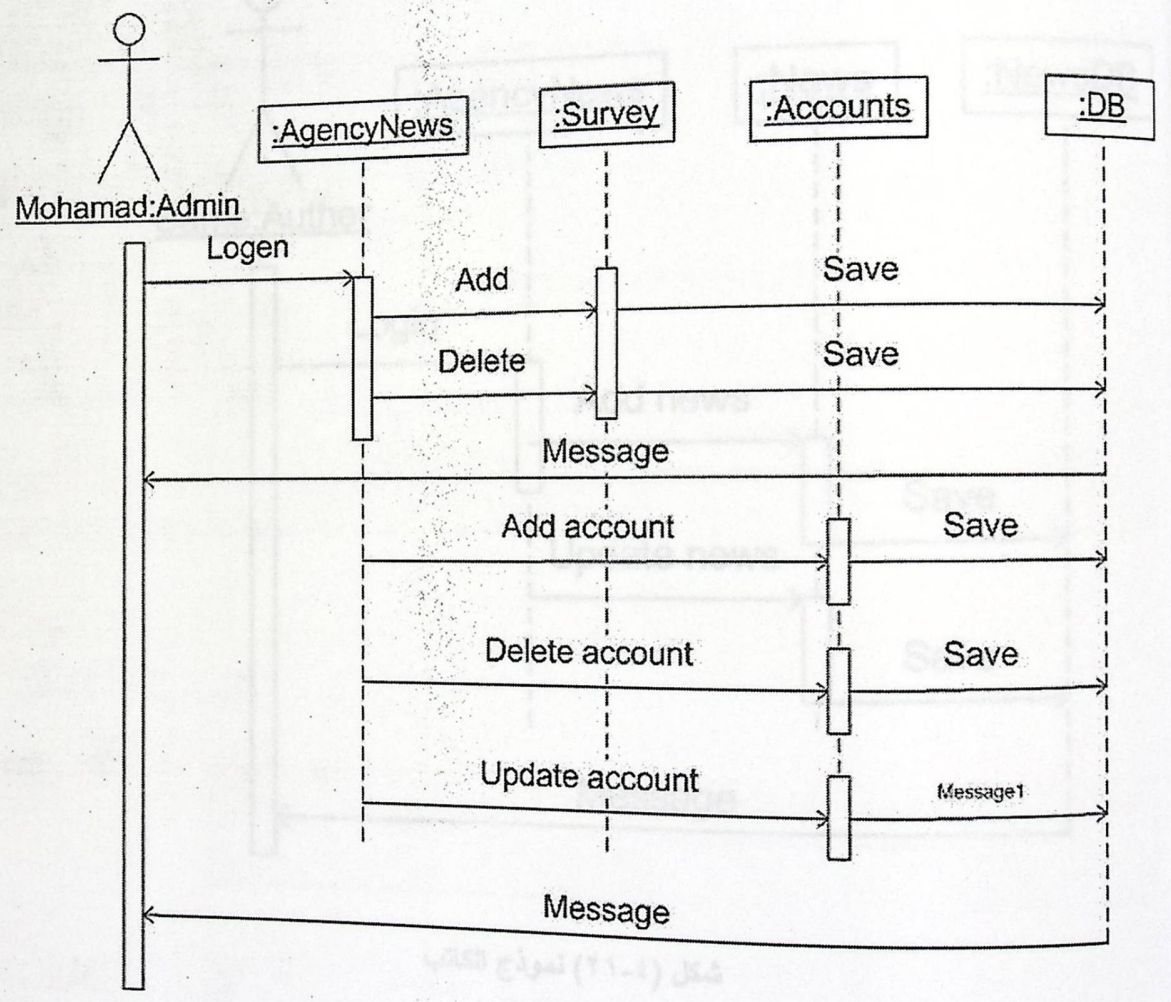 :AgencyNews
:Survey
:Accounts
:DB
Mohamad:Admin
Logen
Add
Save
Delete
Save
Message
Add account
Save
Delete account
Save
Update account
Message1
Message